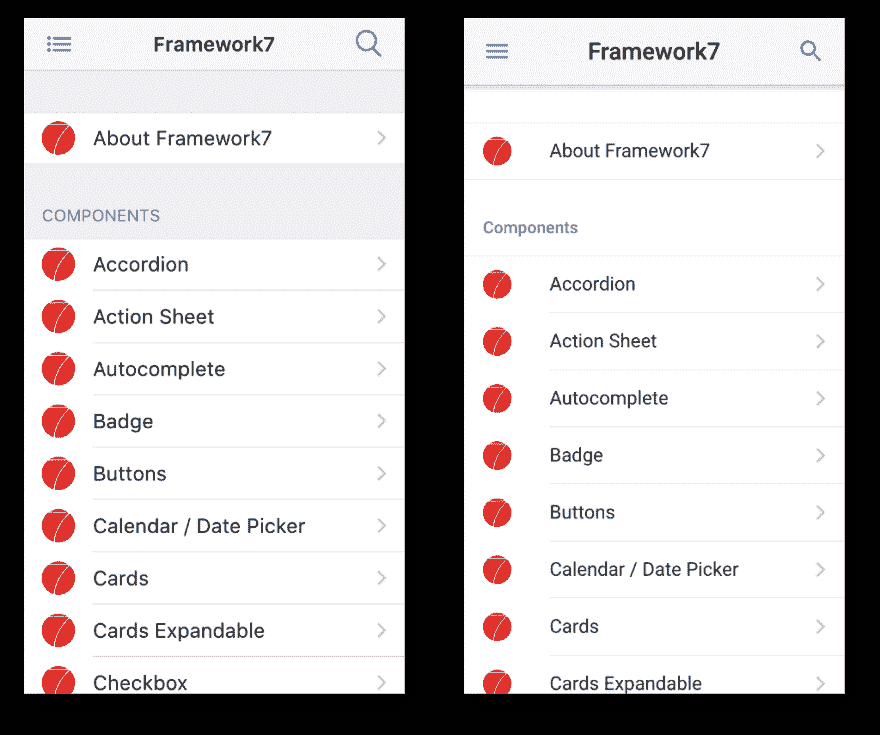 Framework7
About Framework7
COMPONENTS
Accordion
Action Sheet
Autocomplete
Badge
Buttons
Calendar / Date Picker
Cards
Cards Expandable
Checkbox
Framework7
About Framework7
Components
Accordion
Action Sheet
Autocomplete
Badge
Buttons
Calendar / Date Picker
Cards
Cards Expandable